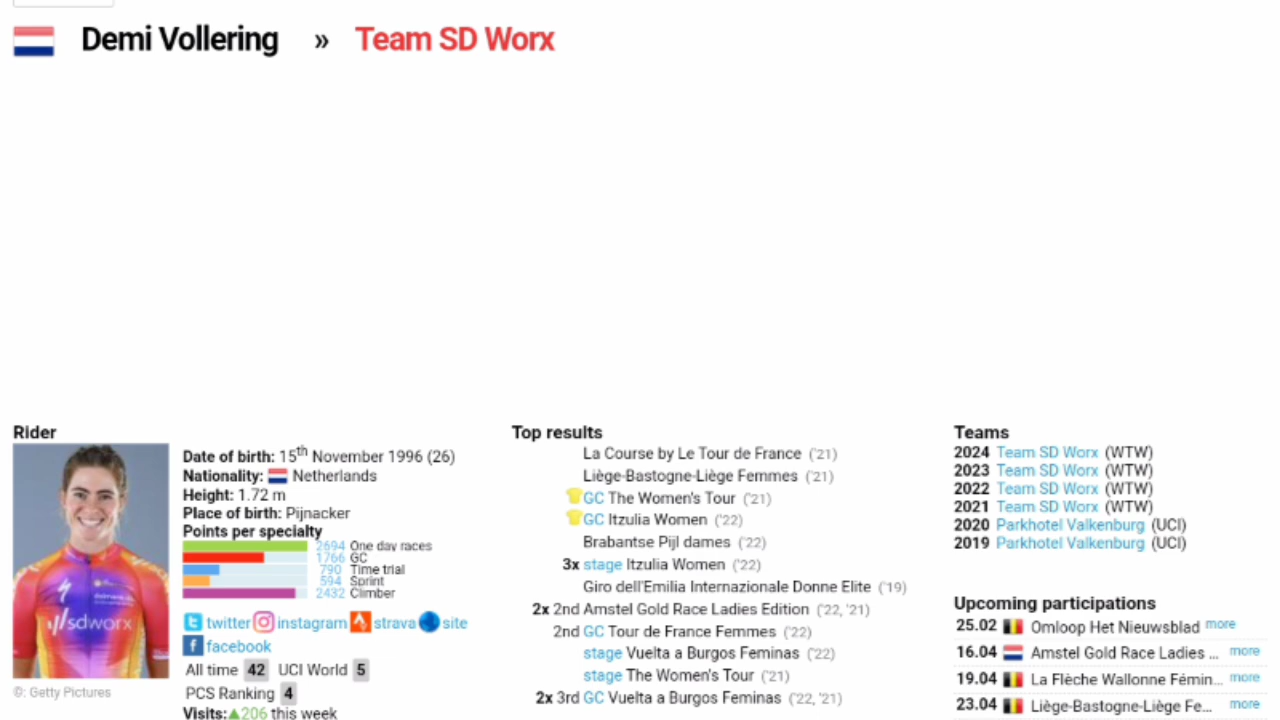 Demi Vollering » Team SD Worx
Rider
Date of birth: 15th November 1996 (26)
Nationality: Netherlands
Height: 1.72 m
Place of birth: Pijnacker
Points per specialty
2694 One day races
1766 GC
790 Time trial
594 Sprint
2432 Climber
twitter instagram strava site
facebook
All time 42 UCI World 5
PCS Ranking 4
Visits:▲206 this week
sdworx
©: Getty Pictures
Top results
La Course by Le Tour de France ('21)
Liège-Bastogne-Liège Femmes ('21)
GC The Women's Tour ('21)
GC Itzulia Women ('22)
Brabantse Pijl dames ('22)
3x stage Itzulia Women ('22)
Giro dell'Emilia Internazionale Donne Elite ('19)
2x 2nd Amstel Gold Race Ladies Edition ('22, '21)
2nd GC Tour de France Femmes ('22)
stage Vuelta a Burgos Feminas ('22)
stage The Women's Tour ('21)
2x 3rd GC Vuelta a Burgos Feminas ('22, '21)
Teams
2024 Team SD Worx (WTW)
2023 Team SD Worx (WTW)
2022 Team SD Worx (WTW)
2021 Team SD Worx (WTW)
2020 Parkhotel Valkenburg (UCI)
2019 Parkhotel Valkenburg (UCI)
Upcoming participations
25.02 Omloop Het Nieuwsblad more
16.04 Amstel Gold Race Ladies ... more
19.04 La Flèche Wallonne Fémin... more
23.04 Liège-Bastogne-Liège Fe... more